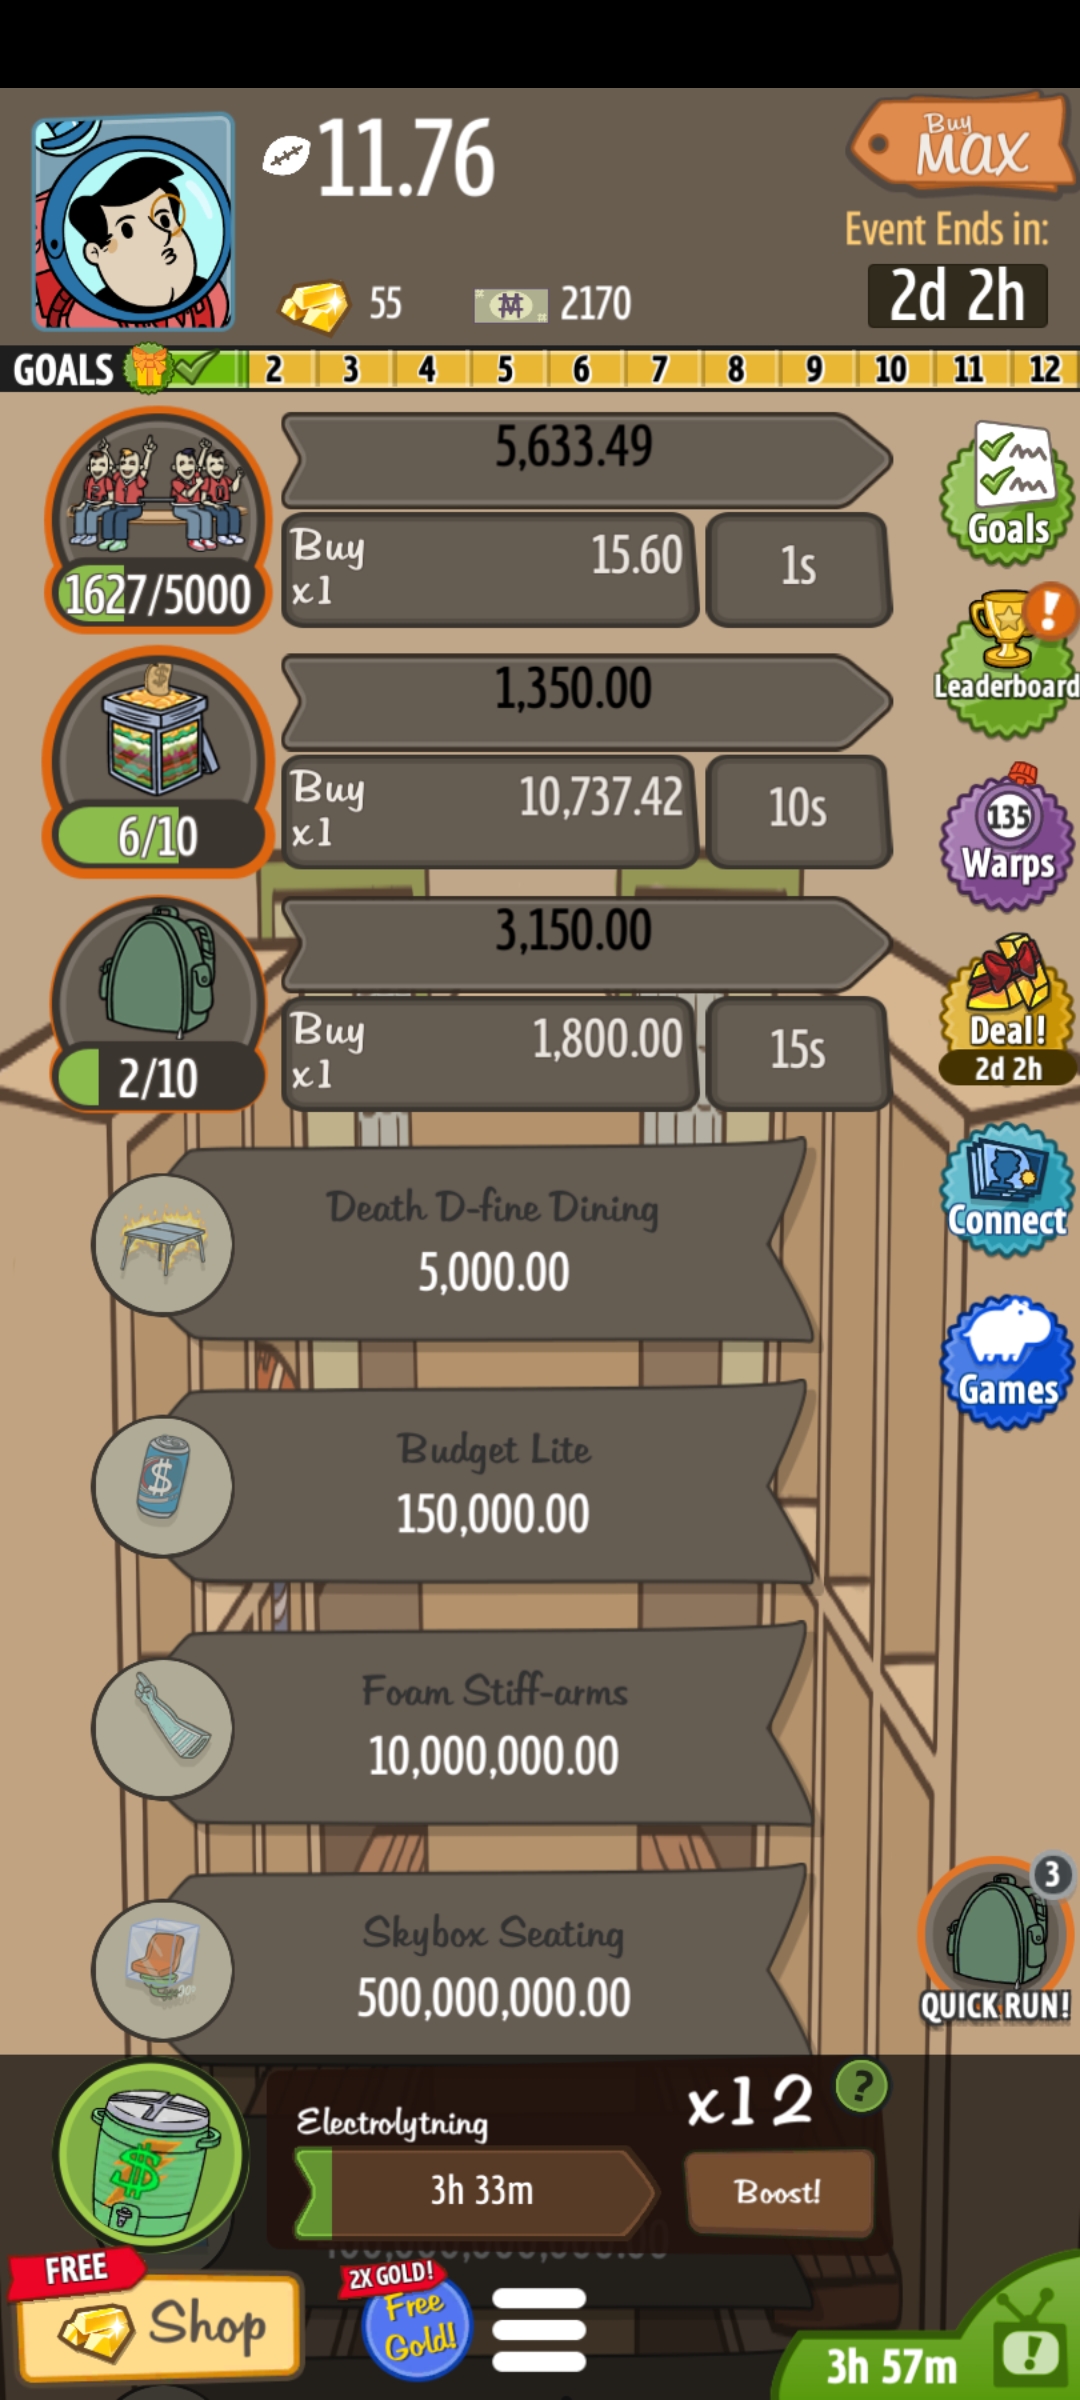 11.76
Buy
MAX
Event Ends in:
55
2170
2d 2h
GOALS 2 3 4 5 6 7 8 9 10 11 12
5,633.49
Buy
x1
15.60
1s
1627/5000
Goals
1,350.00
Buy
x1
10,737.42
10s
6/10
Leaderboard
135
Warps
3,150.00
Buy
x1
1,800.00
15s
2/10
Deal!
2d 2h
Death D-fine Dining
5,000.00
Connect
Budget Lite
150,000.00
Games
Foam Stiff-arms
10,000,000.00
Skybox Seating
500,000,000.00
3
QUICK RUN!
Electrolytning
x12
?
3h 33m
Boost!
FREE
Shop
2X GOLD!
Free
Gold!
3h 57m